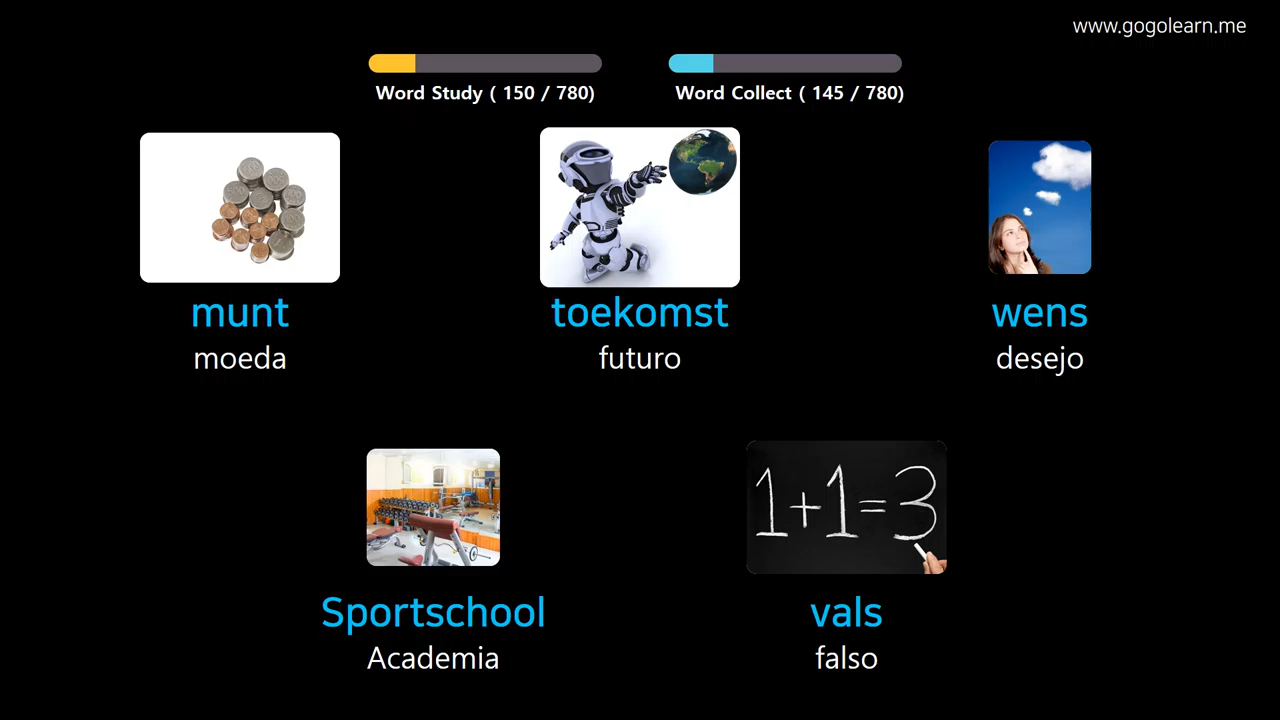 www.gogolearn.me
Word Study ( 150 / 780)
Word Collect ( 145 / 780)
munt
toekomst
wens
moeda
futuro
desejo
1+1=3
Sportschool
vals
Academia
falso